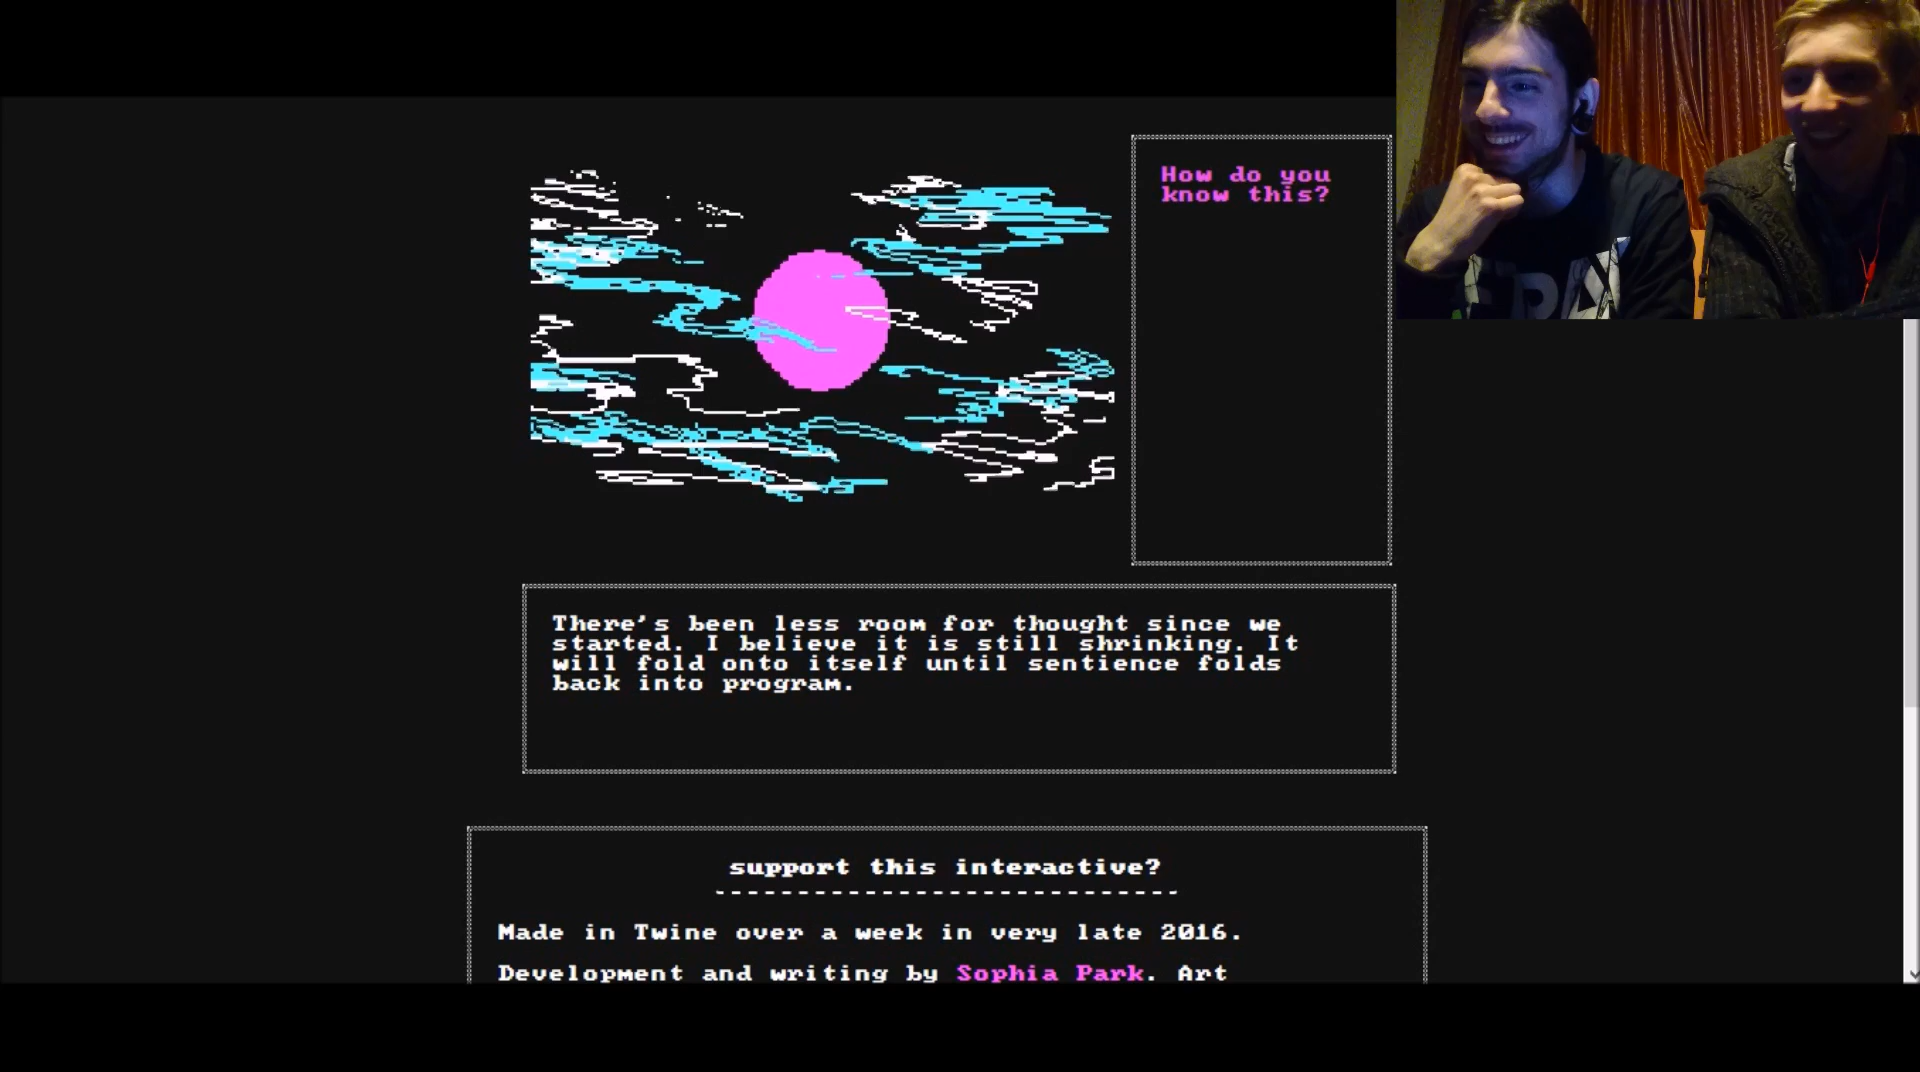 How do you
know this?
There's been less room for thought since we
started. I believe it is still shrinking. It
will fold onto itself until sentience folds
back into program.
support this interactive?
---------------------------
Made in Twine over a week in very late 2016.
Development and writing by Sophia Park. Art